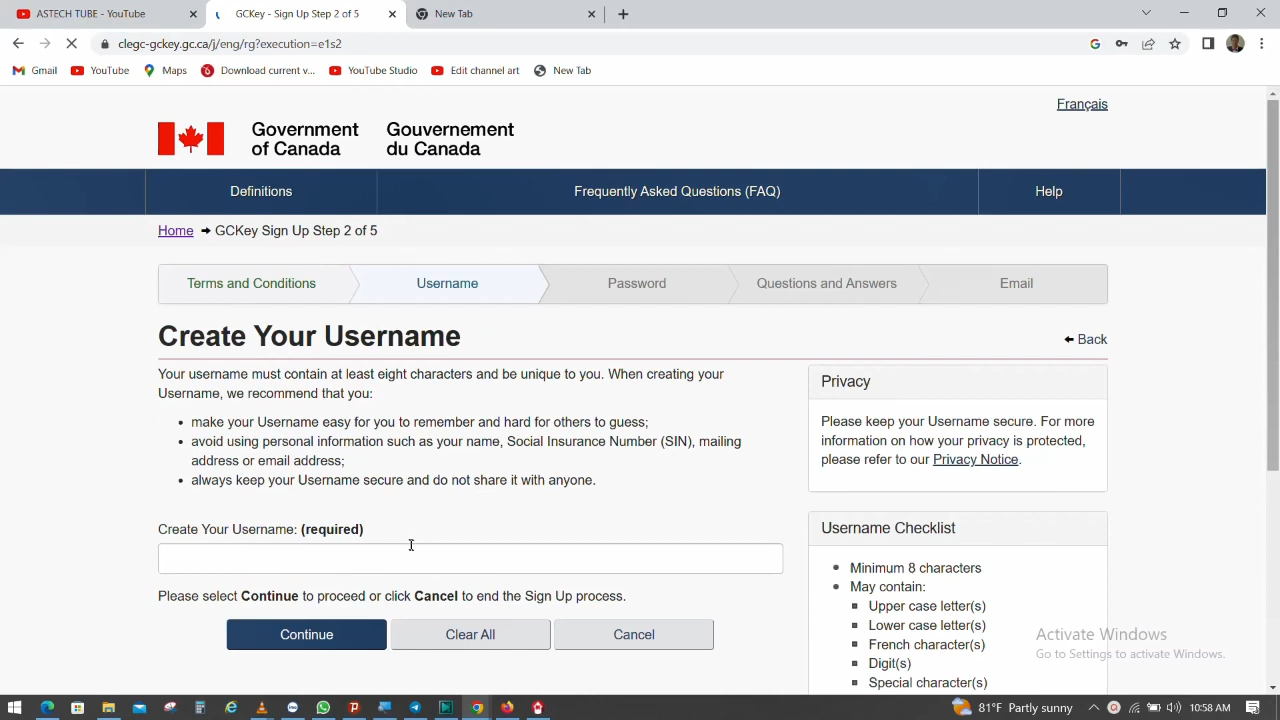 ASTECH TUBE - YouTube
GCKey - Sign Up Step 2 of 5
New Tab
clegc-gckey.gc.ca/j/eng/rg?execution=e1s2
Gmail
YouTube
Maps
Download current v...
YouTube Studio
Edit channel art
New Tab
Français
Government of Canada
Gouvernement du Canada
Definitions
Frequently Asked Questions (FAQ)
Help
Home → GCKey Sign Up Step 2 of 5
Terms and Conditions
Username
Password
Questions and Answers
Email
Create Your Username
Back
Your username must contain at least eight characters and be unique to you. When creating your
Username, we recommend that you:
• make your Username easy for you to remember and hard for others to guess;
• avoid using personal information such as your name, Social Insurance Number (SIN), mailing
address or email address;
• always keep your Username secure and do not share it with anyone.
Create Your Username: (required)
Please select Continue to proceed or click Cancel to end the Sign Up process.
Continue
Clear All
Cancel
Privacy
Please keep your Username secure. For more
information on how your privacy is protected,
please refer to our Privacy Notice.
Username Checklist
• Minimum 8 characters
• May contain:
▪ Upper case letter(s)
▪ Lower case letter(s)
▪ French character(s)
▪ Digit(s)
▪ Special character(s)
Activate Windows
Go to Settings to activate Windows.
81°F Partly sunny
10:58 AM